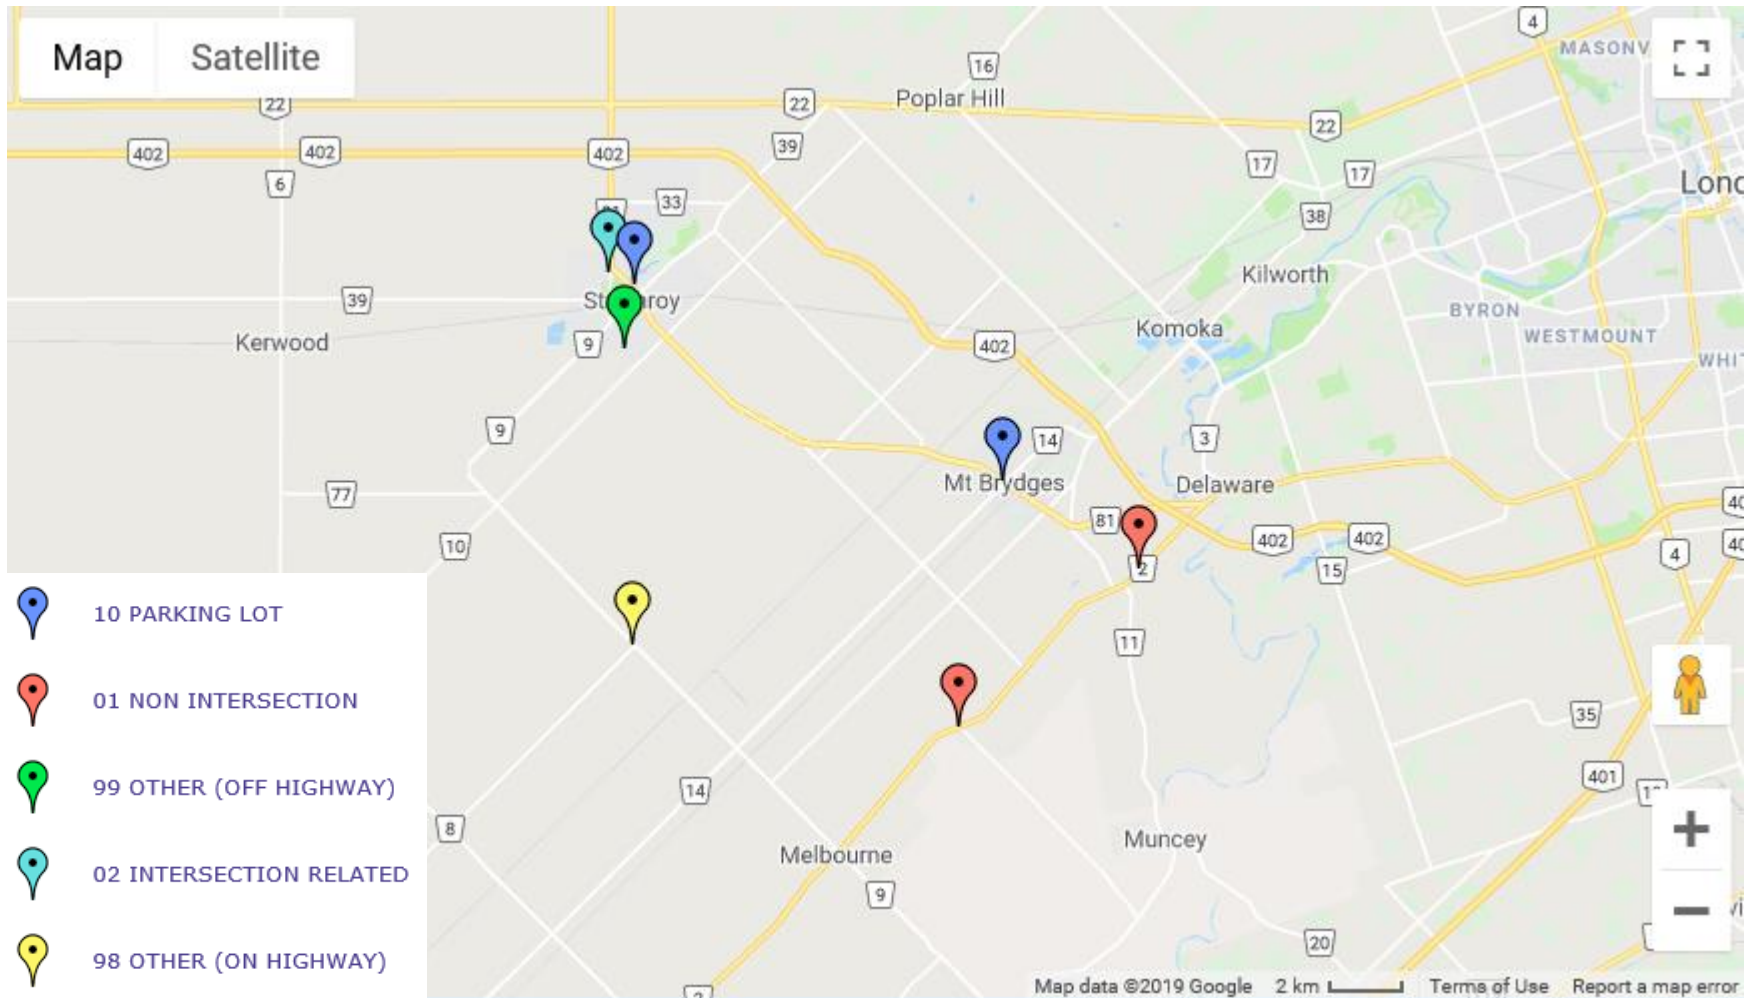 Map Satellite
4
MASONV
16
Poplar Hill
22 22 22
39
402 402 402
17 17
6
33
38
Lond
Kilworth
39
BYRON
Komoka
WESTMOUNT
Kerwood
9
402
WHIT
9
14
3
Mt Brydges
Delaware
77
81
402 402
10
2
15
4
11
35
401
14
8
Muncey
Melbourne
9
20
10 PARKING LOT
01 NON INTERSECTION
99 OTHER (OFF HIGHWAY)
02 INTERSECTION RELATED
98 OTHER (ON HIGHWAY)
Map data ©2019 Google 2 km Terms of Use Report a map error